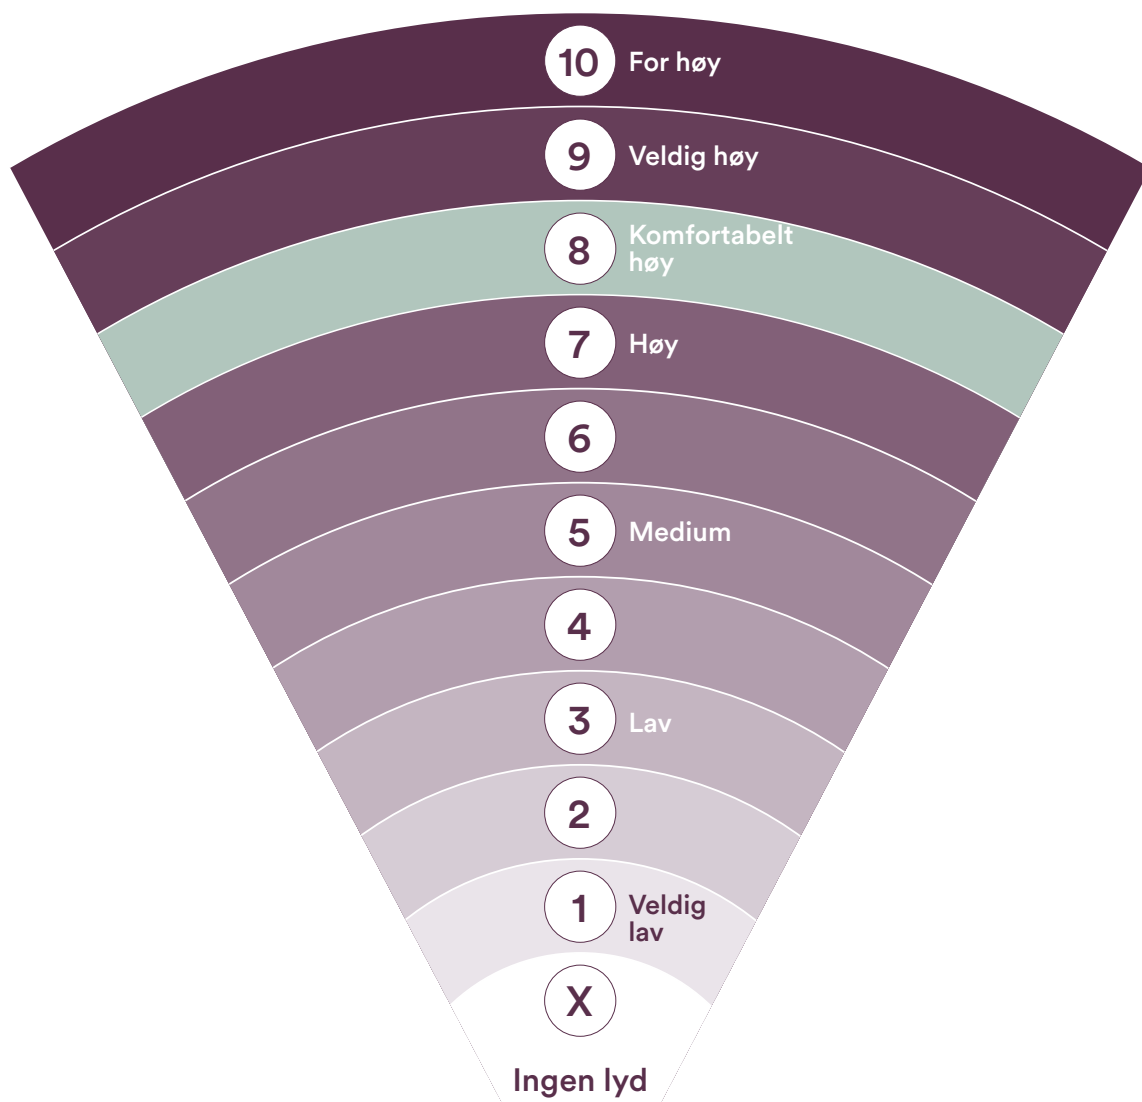 10 For høy
9 Veldig høy
8 Komfortabelt
høy
7 Høy
6
5 Medium
4
3 Lav
2
1 Veldig
lav
X
Ingen lyd